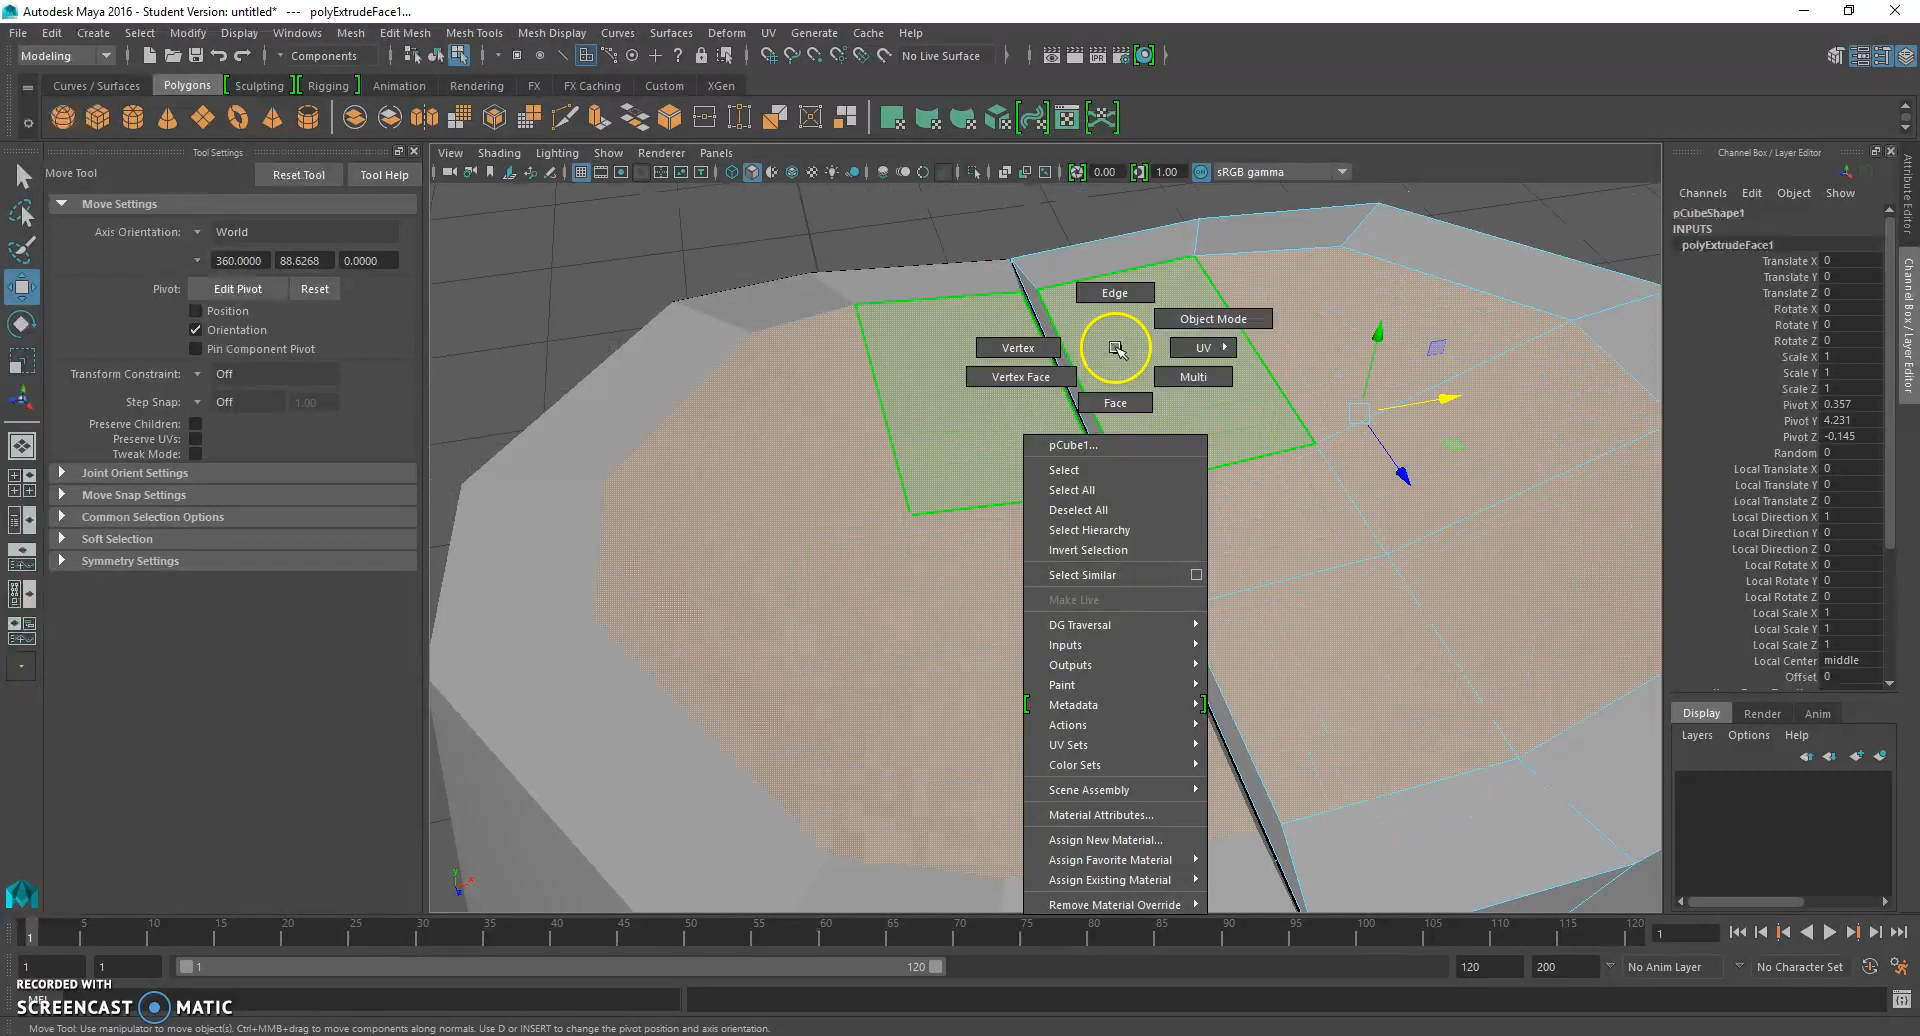 Autodesk Maya 2016 - Student Version: untitled* --- polyExtrudeFace1...
File Edit Create Select Modify Display Windows Mesh Edit Mesh Mesh Tools Mesh Display Curves Surfaces Deform UV Generate Cache Help
Modeling Components No Live Surface
Curves / Surfaces Polygons Sculpting Rigging Animation Rendering FX FX Caching Custom XGen
Tool Settings
Move Tool Reset Tool Tool Help
Move Settings
Axis Orientation: World
360.0000 88.6268 0.0000
Pivot: Edit Pivot Reset
Position
Orientation
Pin Component Pivot
Transform Constraint: Off
Step Snap: Off 1.00
Preserve Children:
Preserve UVs:
Tweak Mode:
Joint Orient Settings
Move Snap Settings
Common Selection Options
Soft Selection
Symmetry Settings
View Shading Lighting Show Renderer Panels
0.00 1.00 sRGB gamma
Edge
Object Mode
Vertex UV
Vertex Face Multi
Face
pCube1...
Select
Select All
Deselect All
Select Hierarchy
Invert Selection
Select Similar
Make Live
DG Traversal
Inputs
Outputs
Paint
Metadata
Actions
UV Sets
Color Sets
Scene Assembly
Material Attributes...
Assign New Material...
Assign Favorite Material
Assign Existing Material
Remove Material Override
Channel Box / Layer Editor
Channels Edit Object Show
pCubeShape1
INPUTS
polyExtrudeFace1
Translate X 0
Translate Y 0
Translate Z 0
Rotate X 0
Rotate Y 0
Rotate Z 0
Scale X 1
Scale Y 1
Scale Z 1
Pivot X 0.357
Pivot Y 4.231
Pivot Z -0.145
Random 0
Local Translate X 0
Local Translate Y 0
Local Translate Z 0
Local Direction X 1
Local Direction Y 0
Local Direction Z 0
Local Rotate X 0
Local Rotate Y 0
Local Rotate Z 0
Local Scale X 1
Local Scale Y 1
Local Scale Z 1
Local Center middle
Offset 0
Display Render Anim
Layers Options Help
Attribute Editor
Channel Box / Layer Editor
1 5 10 15 20 25 30 35 40 45 50 55 60 65 70 75 80 85 90 95 100 105 110 115 120 1
1 1 1 120 120 200 No Anim Layer No Character Set
RECORDED WITH
SCREENCAST MATIC
MEL
Move Tool: Use manipulator to move object(s). Ctrl+MMB+drag to move components along normals. Use D or INSERT to change the pivot position and axis orientation.